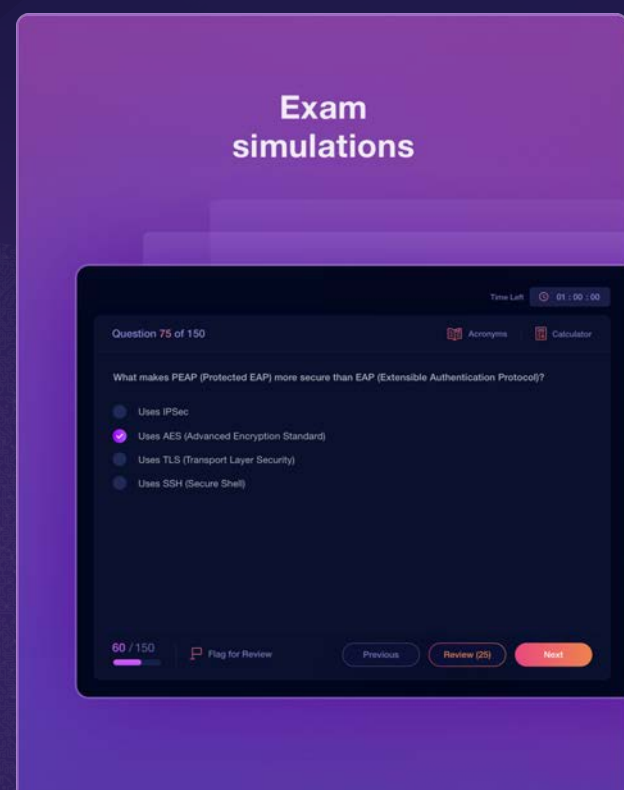 Exam
simulations
Time Left 01 : 00 : 00
Question 75 of 150
Acronyms
Calculator
What makes PEAP (Protected EAP) more secure than EAP (Extensible Authentication Protocol)?
Uses IPSec
Uses AES (Advanced Encryption Standard)
Uses TLS (Transport Layer Security)
Uses SSH (Secure Shell)
60 / 150
Flag for Review
Previous
Review (25)
Next